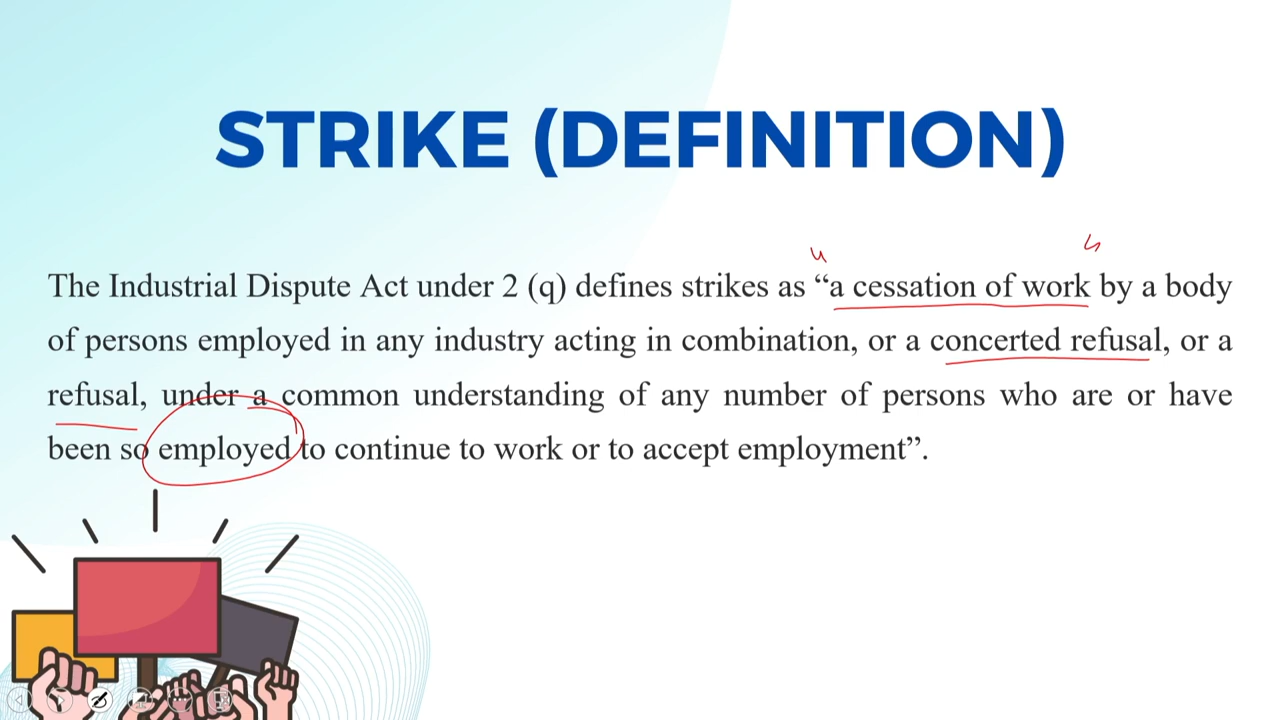 STRIKE (DEFINITION)
The Industrial Dispute Act under 2 (q) defines strikes as “a cessation of work by a body
of persons employed in any industry acting in combination, or a concerted refusal, or a
refusal, under a common understanding of any number of persons who are or have
been so employed to continue to work or to accept employment”.